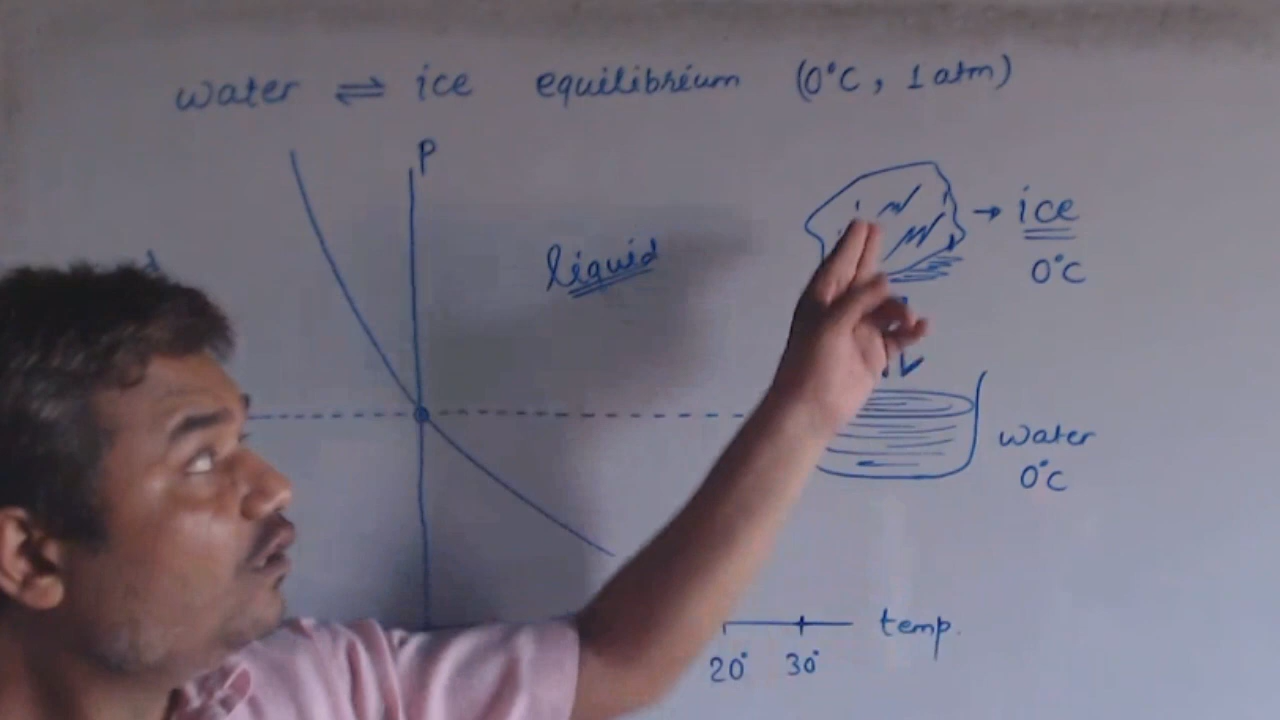 water ⇌ ice equilibrium (0°C, 1 atm)
P
liquid
→ ice
0°C
water
0°C
temp.
20° 30°